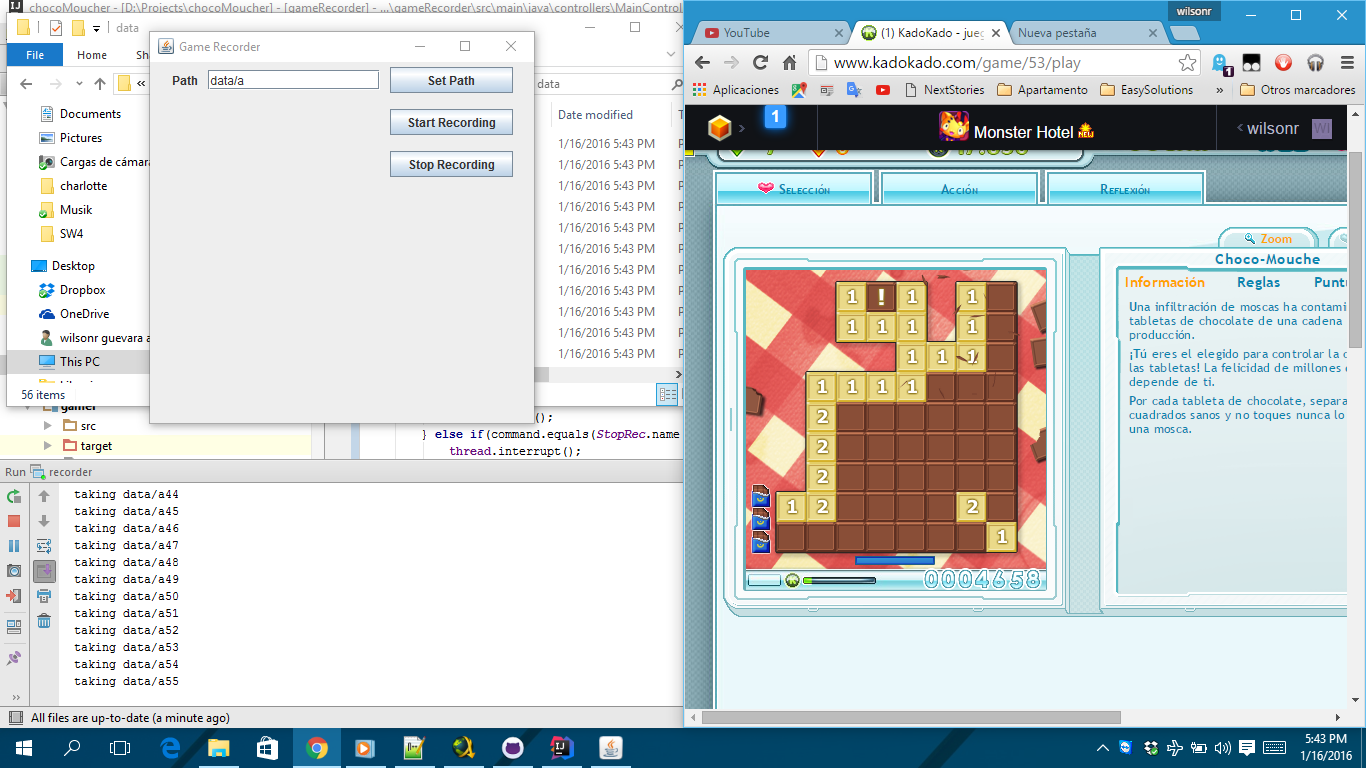 chocoMoucher - [D:\Projects\chocoMoucher] - [gameRecorder] - ...\gameRecorder\src\main\java\controllers\MainControl
data
File
Home
«
data
Documents
Pictures
Cargas de cámara
charlotte
Musik
SW4
Desktop
Dropbox
OneDrive
wilsonr guevara a
This PC
56 items
Date modified
1/16/2016 5:43 PM
1/16/2016 5:43 PM
1/16/2016 5:43 PM
1/16/2016 5:43 PM
1/16/2016 5:43 PM
1/16/2016 5:43 PM
1/16/2016 5:43 PM
1/16/2016 5:43 PM
1/16/2016 5:43 PM
1/16/2016 5:43 PM
1/16/2016 5:43 PM
Game Recorder
Path
data/a
Set Path
Start Recording
Stop Recording
gamer
src
target
();
} else if(command.equals(StopRec.name
thread.interrupt();
Run recorder
taking data/a44
taking data/a45
taking data/a46
taking data/a47
taking data/a48
taking data/a49
taking data/a50
taking data/a51
taking data/a52
taking data/a53
taking data/a54
taking data/a55
»
All files are up-to-date (a minute ago)
wilsonr
YouTube
(1) KadoKado - jueg
Nueva pestaña
www.kadokado.com/game/53/play
1
Aplicaciones
NextStories
Apartamento
EasySolutions
»
Otros marcadores
1
Monster Hotel NEW
wilsonr
WI
Selección
Acción
Reflexión
Zoom
Choco-Mouche
Información
Reglas
Puntu
Una infiltración de moscas ha contami
tabletas de chocolate de una cadena
producción.
¡Tú eres el elegido para controlar la c
las tabletas! La felicidad de millones
depende de ti.
Por cada tableta de chocolate, separa
cuadrados sanos y no toques nunca lo
una mosca.
1 ! 1 1
1 1 1 1
1 1 1
1 1 1 1
2
2
2
1 2 2
1
0004658
5:43 PM
1/16/2016